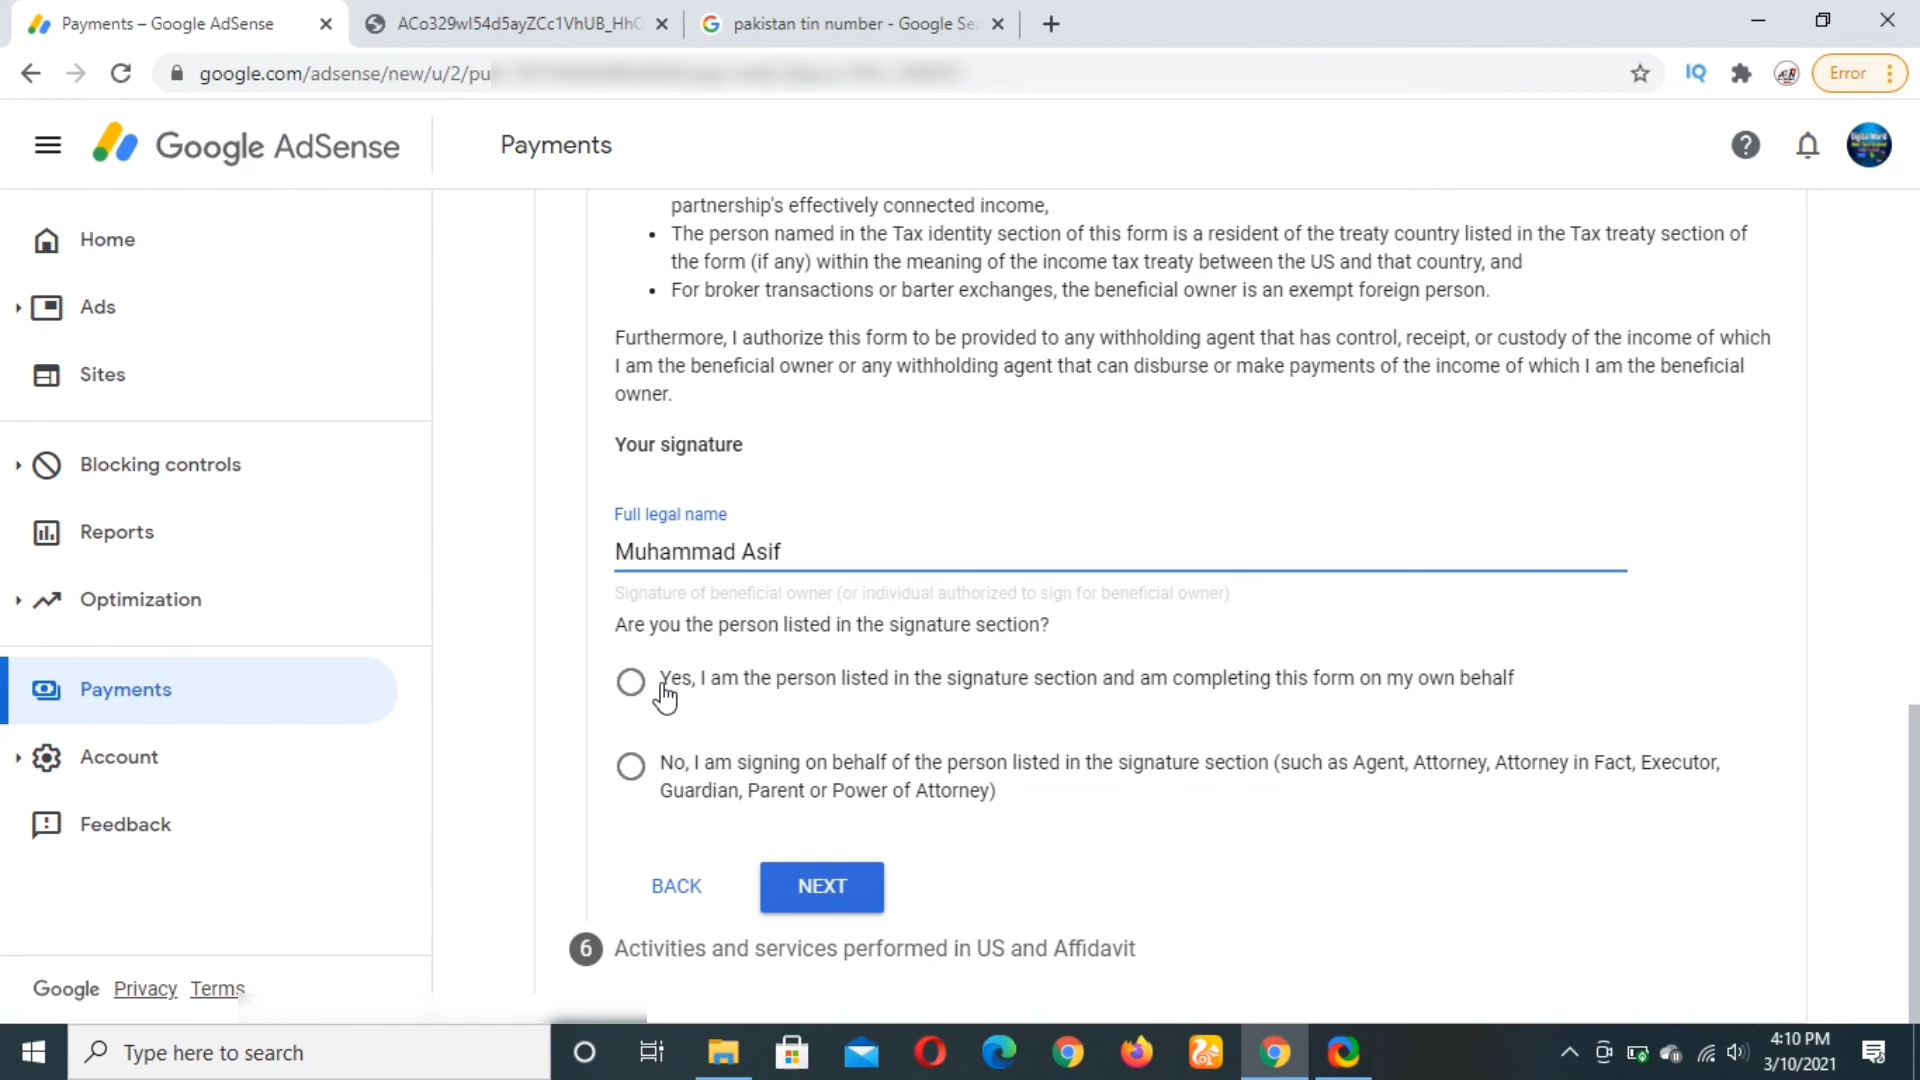 Payments – Google AdSense
ACo329wI54d5ayZCc1VhUB_HhC
pakistan tin number - Google Se
google.com/adsense/new/u/2/pu
IQ
Error
Google AdSense
Payments
Home
Ads
Sites
Blocking controls
Reports
Optimization
Payments
Account
Feedback
Google Privacy Terms
partnership's effectively connected income,
• The person named in the Tax identity section of this form is a resident of the treaty country listed in the Tax treaty section of
the form (if any) within the meaning of the income tax treaty between the US and that country, and
• For broker transactions or barter exchanges, the beneficial owner is an exempt foreign person.
Furthermore, I authorize this form to be provided to any withholding agent that has control, receipt, or custody of the income of which
I am the beneficial owner or any withholding agent that can disburse or make payments of the income of which I am the beneficial
owner.
Your signature
Full legal name
Muhammad Asif
Signature of beneficial owner (or individual authorized to sign for beneficial owner)
Are you the person listed in the signature section?
Yes, I am the person listed in the signature section and am completing this form on my own behalf
No, I am signing on behalf of the person listed in the signature section (such as Agent, Attorney, Attorney in Fact, Executor,
Guardian, Parent or Power of Attorney)
BACK
NEXT
6 Activities and services performed in US and Affidavit
Type here to search
4:10 PM
3/10/2021